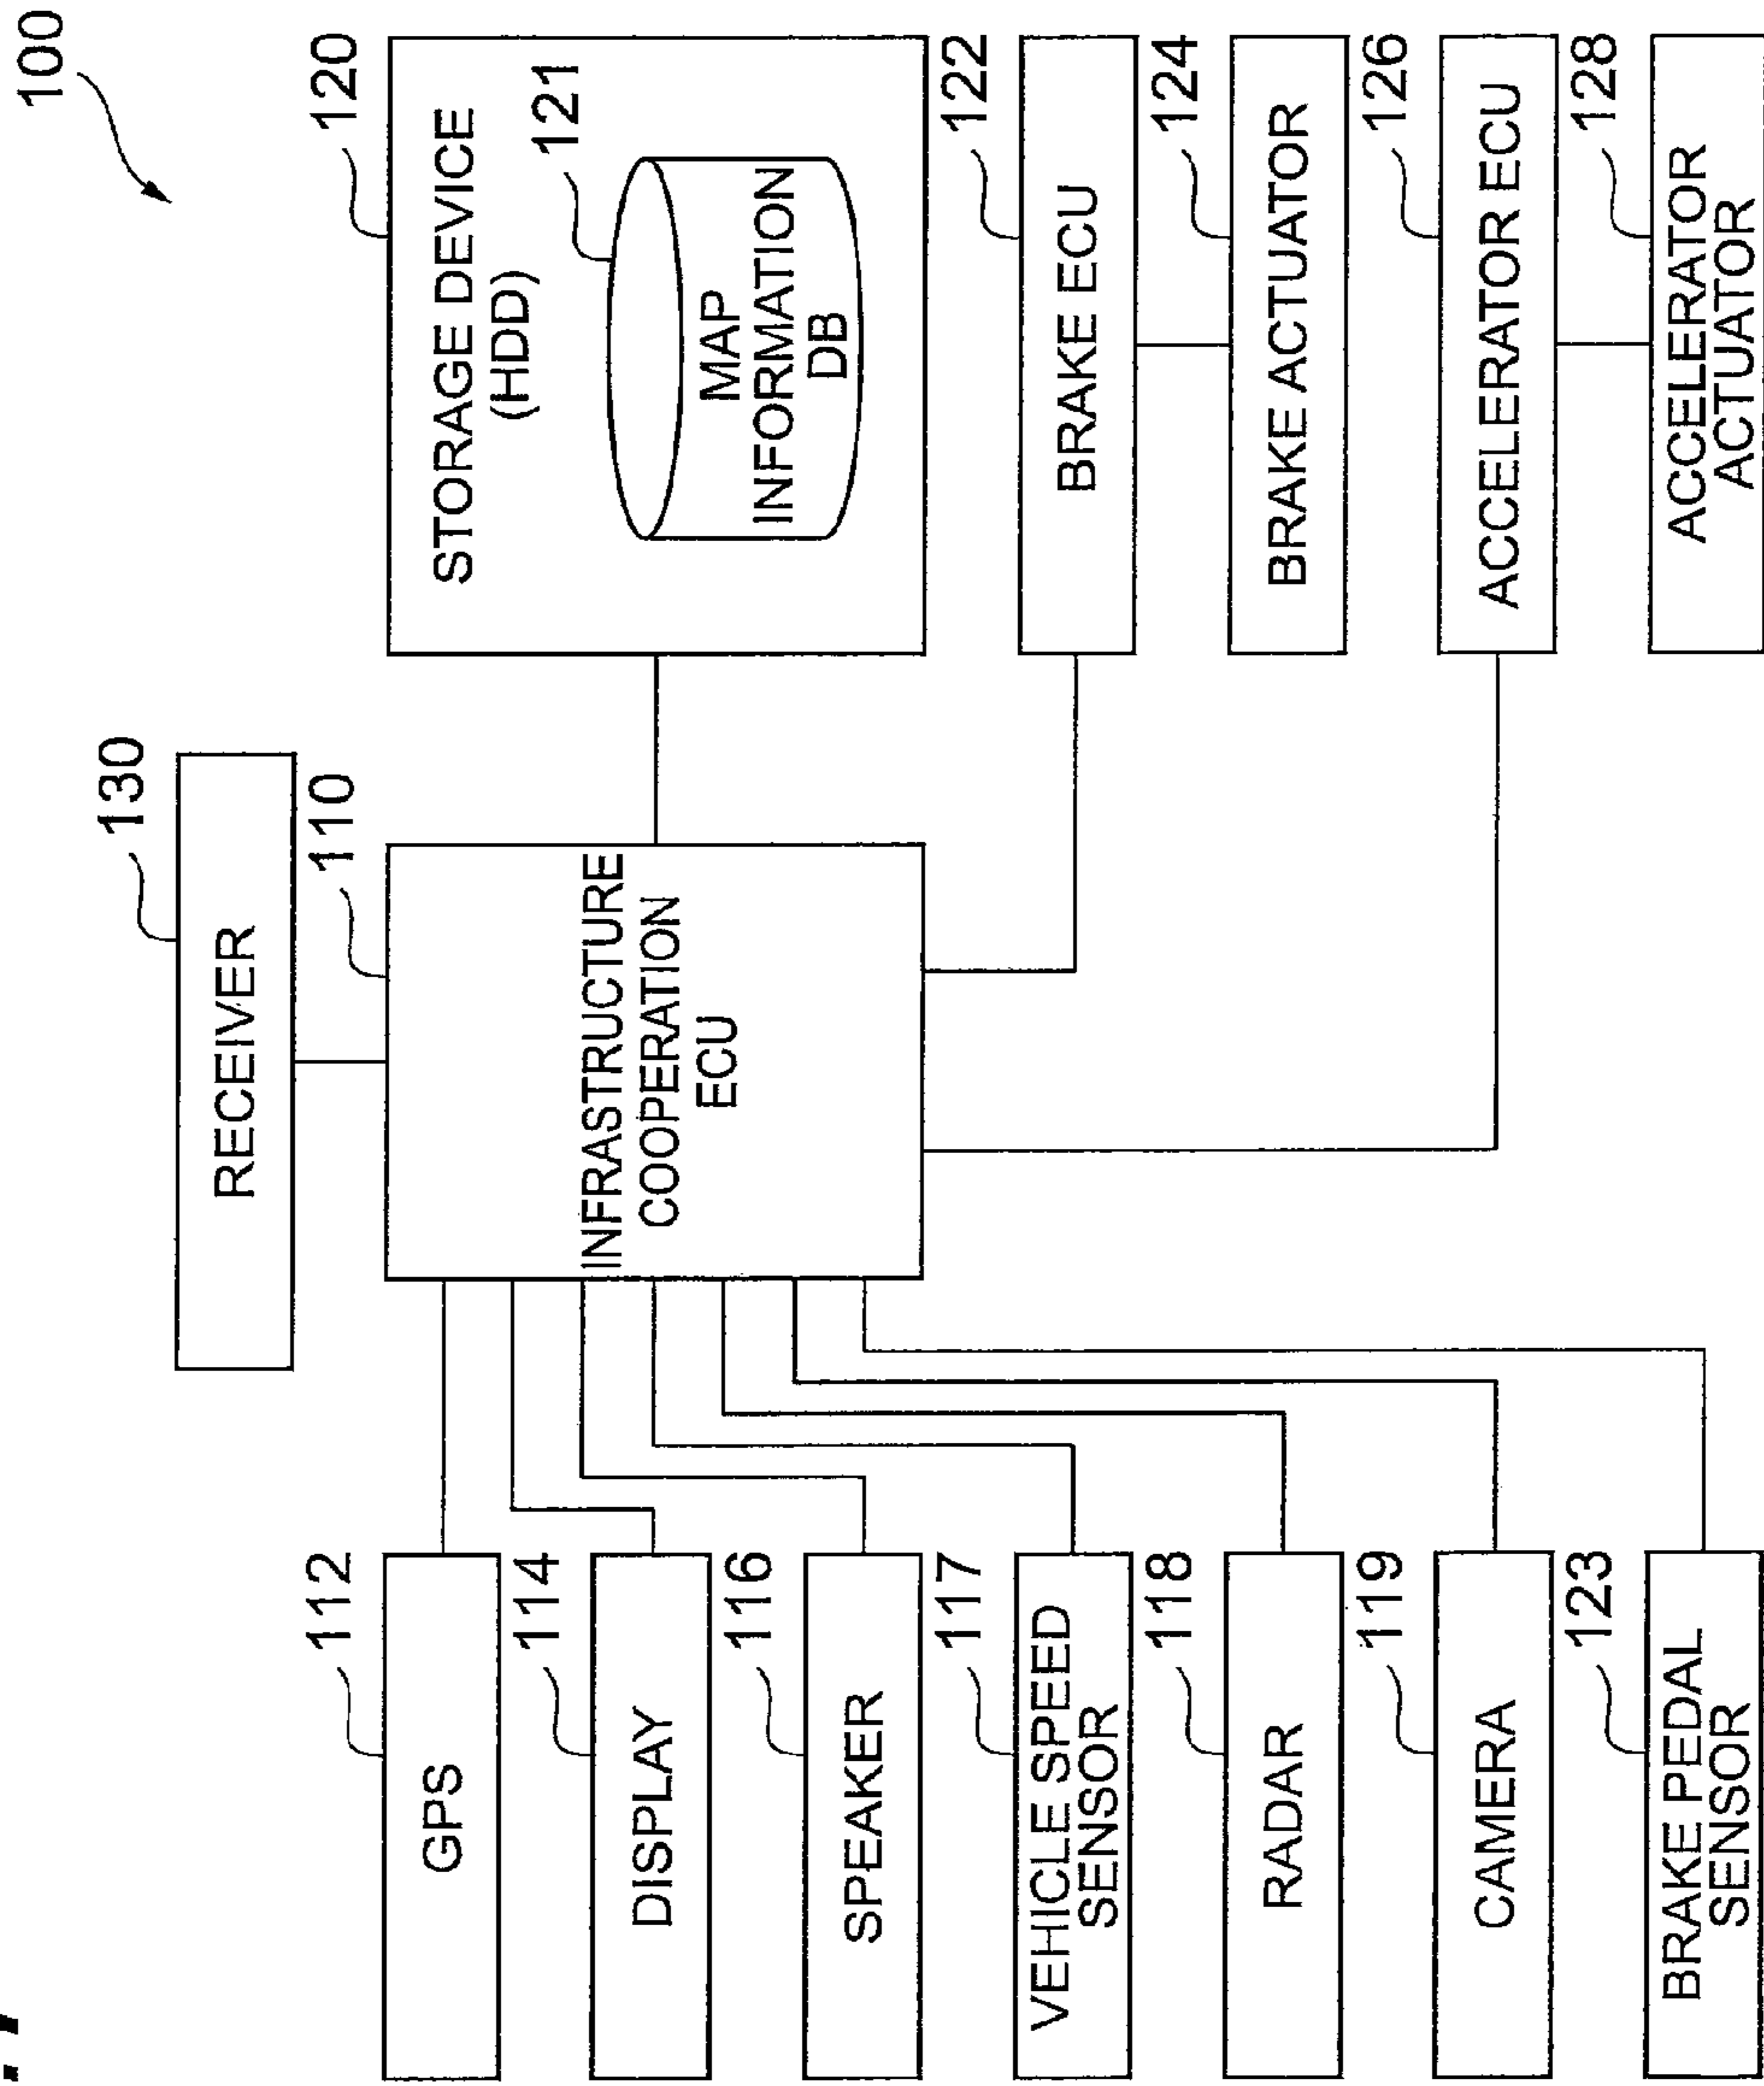 100
130
RECEIVER
110
INFRASTRUCTURE
COOPERATION
ECU
112
GPS
114
DISPLAY
116
SPEAKER
117
VEHICLE SPEED
SENSOR
118
RADAR
119
CAMERA
123
BRAKE PEDAL
SENSOR
120
STORAGE DEVICE
(HDD)
121
MAP
INFORMATION
DB
122
BRAKE ECU
124
BRAKE ACTUATOR
126
ACCELERATOR ECU
128
ACCELERATOR
ACTUATOR